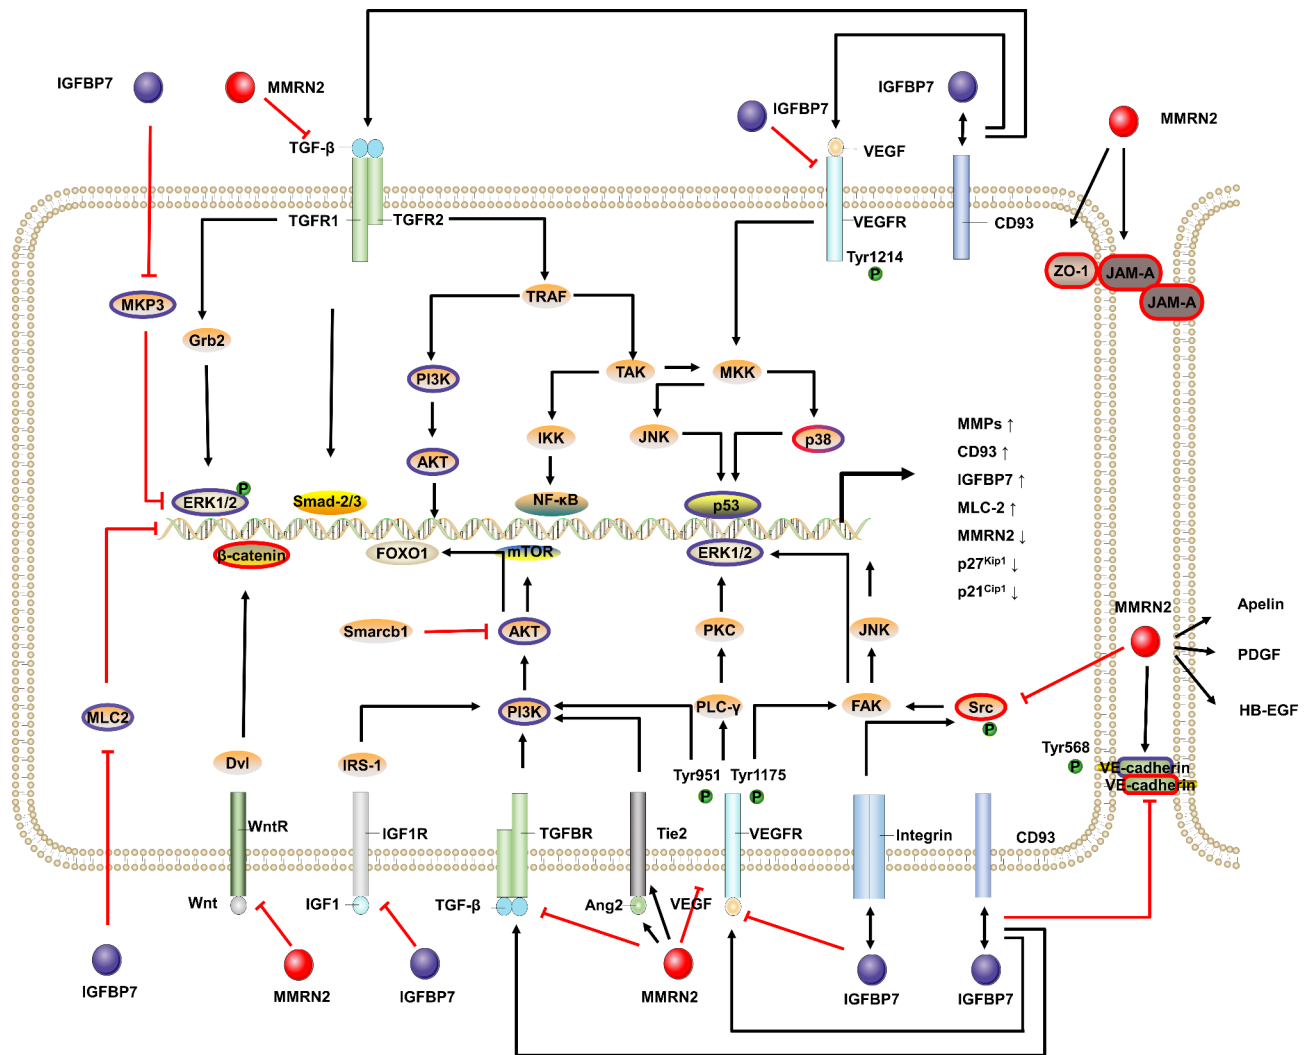 IGFBP7
MMRN2
IGFBP7
IGFBP7
MMRN2
TGF-β
VEGF
TGFR1
TGFR2
VEGFR
CD93
Tyr1214
P
ZO-1
JAM-A
JAM-A
MKP3
TRAF
Grb2
PI3K
TAK
MKK
IKK
JNK
p38
AKT
MMPs ↑
CD93 ↑
IGFBP7 ↑
MLC-2 ↑
MMRN2 ↓
p27Kip1 ↓
p21Cip1 ↓
ERK1/2
P
Smad-2/3
NF-κB
p53
β-catenin
FOXO1
mTOR
ERK1/2
Smarcb1
AKT
PKC
JNK
MMRN2
Apelin
PDGF
HB-EGF
MLC2
PI3K
PLC-γ
FAK
Src
P
Dvl
IRS-1
Tyr951
P
Tyr1175
P
Tyr568
P
VE-cadherin
VE-cadherin
WntR
IGF1R
TGFBR
Tie2
VEGFR
Integrin
CD93
Wnt
IGF1
TGF-β
Ang2
VEGF
IGFBP7
MMRN2
IGFBP7
MMRN2
IGFBP7
IGFBP7